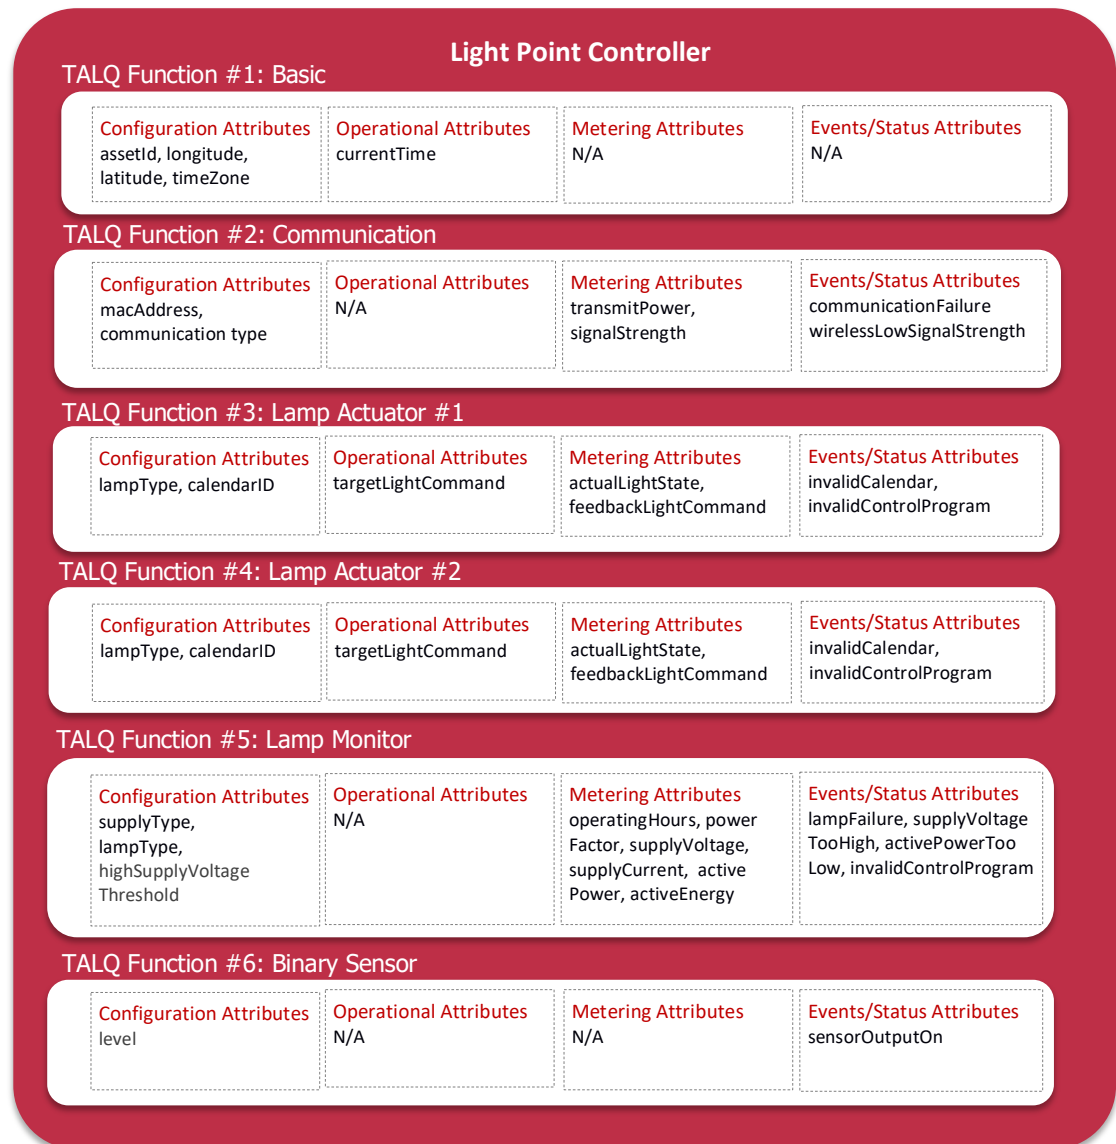 Light Point Controller
TALQ Function #1: Basic
Configuration Attributes
assetId, longitude,
latitude, timeZone
Operational Attributes
currentTime
Metering Attributes
N/A
Events/Status Attributes
N/A
TALQ Function #2: Communication
Configuration Attributes
macAddress,
communication type
Operational Attributes
N/A
Metering Attributes
transmitPower,
signalStrength
Events/Status Attributes
communicationFailure
wirelessLowSignalStrength
TALQ Function #3: Lamp Actuator #1
Configuration Attributes
lampType, calendarID
Operational Attributes
targetLightCommand
Metering Attributes
actualLightState,
feedbackLightCommand
Events/Status Attributes
invalidCalendar,
invalidControlProgram
TALQ Function #4: Lamp Actuator #2
Configuration Attributes
lampType, calendarID
Operational Attributes
targetLightCommand
Metering Attributes
actualLightState,
feedbackLightCommand
Events/Status Attributes
invalidCalendar,
invalidControlProgram
TALQ Function #5: Lamp Monitor
Configuration Attributes
supplyType,
lampType,
highSupplyVoltage
Threshold
Operational Attributes
N/A
Metering Attributes
operatingHours, power
Factor, supplyVoltage,
supplyCurrent, active
Power, activeEnergy
Events/Status Attributes
lampFailure, supplyVoltage
TooHigh, activePowerToo
Low, invalidControlProgram
TALQ Function #6: Binary Sensor
Configuration Attributes
level
Operational Attributes
N/A
Metering Attributes
N/A
Events/Status Attributes
sensorOutputOn